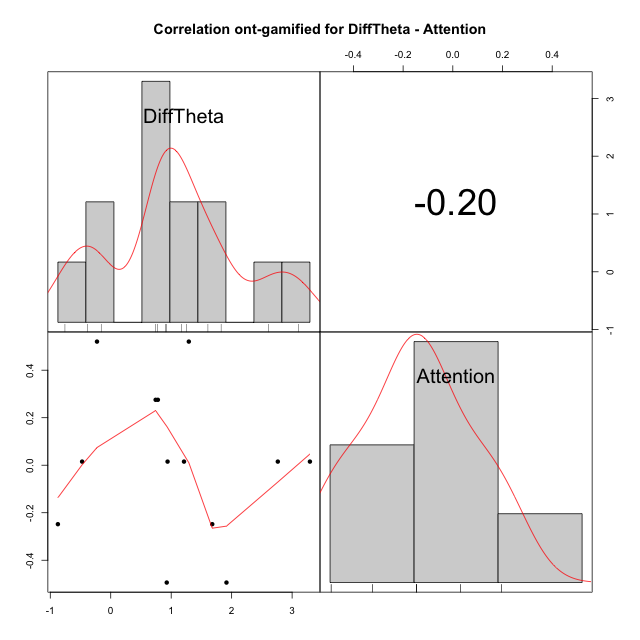 Correlation ont-gamified for DiffTheta - Attention
-0.4 -0.2 0.0 0.2 0.4
DiffTheta
-0.20
3
2
1
0
-1
Attention
0.4
0.2
0.0
-0.2
-0.4
-1 0 1 2 3